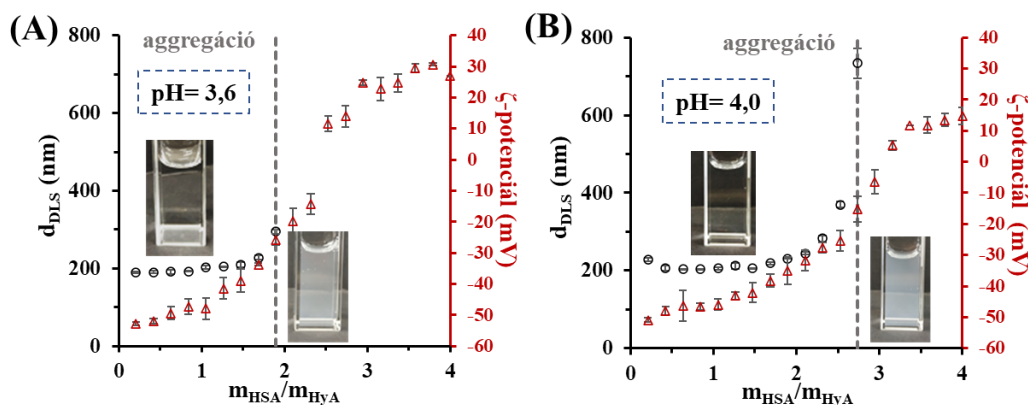 (A)
aggregáció
pH= 3,6
800
600
400
200
0
d_DLS (nm)
0 1 2 3 4
m_HSA/m_HyA
40
30
20
10
0
-10
-20
-30
-40
-50
-60
ζ-potenciál (mV)
(B)
aggregáció
pH= 4,0
800
600
400
200
0
d_DLS (nm)
0 1 2 3 4
m_HSA/m_HyA
40
30
20
10
0
-10
-20
-30
-40
-50
-60
ζ-potenciál (mV)